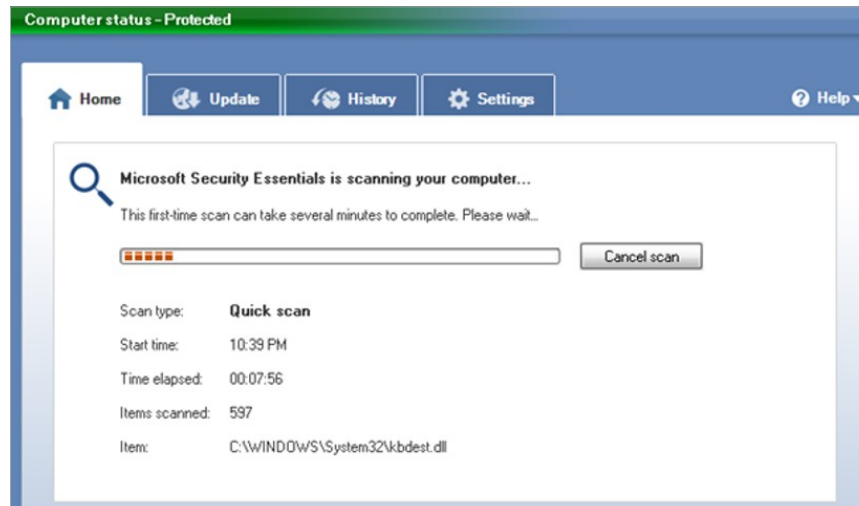 Computer status - Protected
Home Update History Settings Help
Microsoft Security Essentials is scanning your computer...
This first-time scan can take several minutes to complete. Please wait...
Cancel scan
Scan type: Quick scan
Start time: 10:39 PM
Time elapsed: 00:07:56
Items scanned: 597
Item: C:\WINDOWS\System32\kbdest.dll